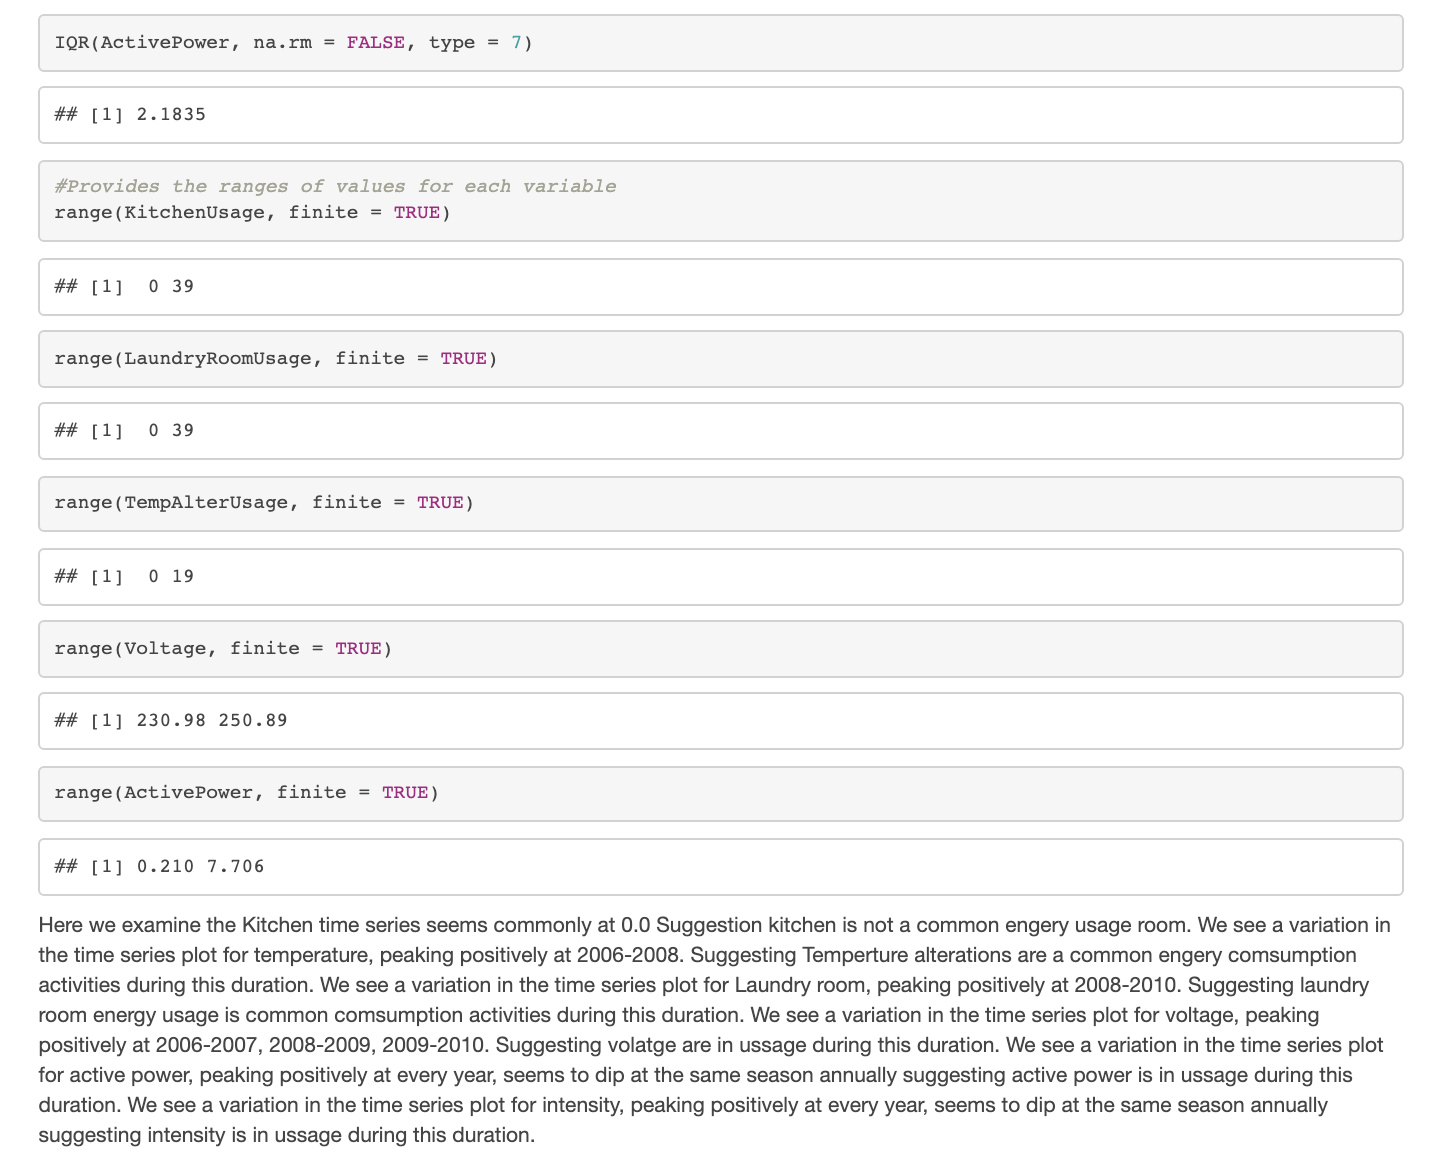 IQR(ActivePower, na.rm = FALSE, type = 7)
## [1] 2.1835
#Provides the ranges of values for each variable
range(KitchenUsage, finite = TRUE)
## [1]  0 39
range(LaundryRoomUsage, finite = TRUE)
## [1]  0 39
range(TempAlterUsage, finite = TRUE)
## [1]  0 19
range(Voltage, finite = TRUE)
## [1] 230.98 250.89
range(ActivePower, finite = TRUE)
## [1] 0.210 7.706
Here we examine the Kitchen time series seems commonly at 0.0 Suggestion kitchen is not a common engery usage room. We see a variation in
the time series plot for temperature, peaking positively at 2006-2008. Suggesting Temperture alterations are a common engery comsumption
activities during this duration. We see a variation in the time series plot for Laundry room, peaking positively at 2008-2010. Suggesting laundry
room energy usage is common comsumption activities during this duration. We see a variation in the time series plot for voltage, peaking
positively at 2006-2007, 2008-2009, 2009-2010. Suggesting volatge are in ussage during this duration. We see a variation in the time series plot
for active power, peaking positively at every year, seems to dip at the same season annually suggesting active power is in ussage during this
duration. We see a variation in the time series plot for intensity, peaking positively at every year, seems to dip at the same season annually
suggesting intensity is in ussage during this duration.